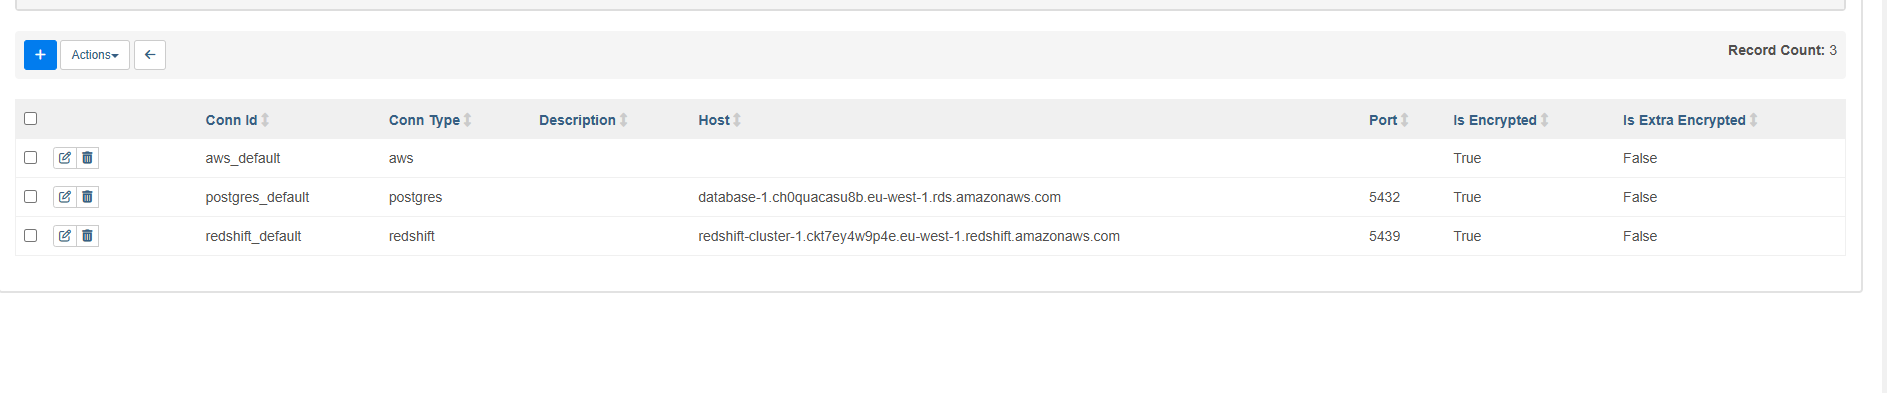 + Actions Record Count: 3
Conn Id Conn Type Description Host Port Is Encrypted Is Extra Encrypted
aws_default aws True False
postgres_default postgres database-1.ch0quacasu8b.eu-west-1.rds.amazonaws.com 5432 True False
redshift_default redshift redshift-cluster-1.ckt7ey4w9p4e.eu-west-1.redshift.amazonaws.com 5439 True False